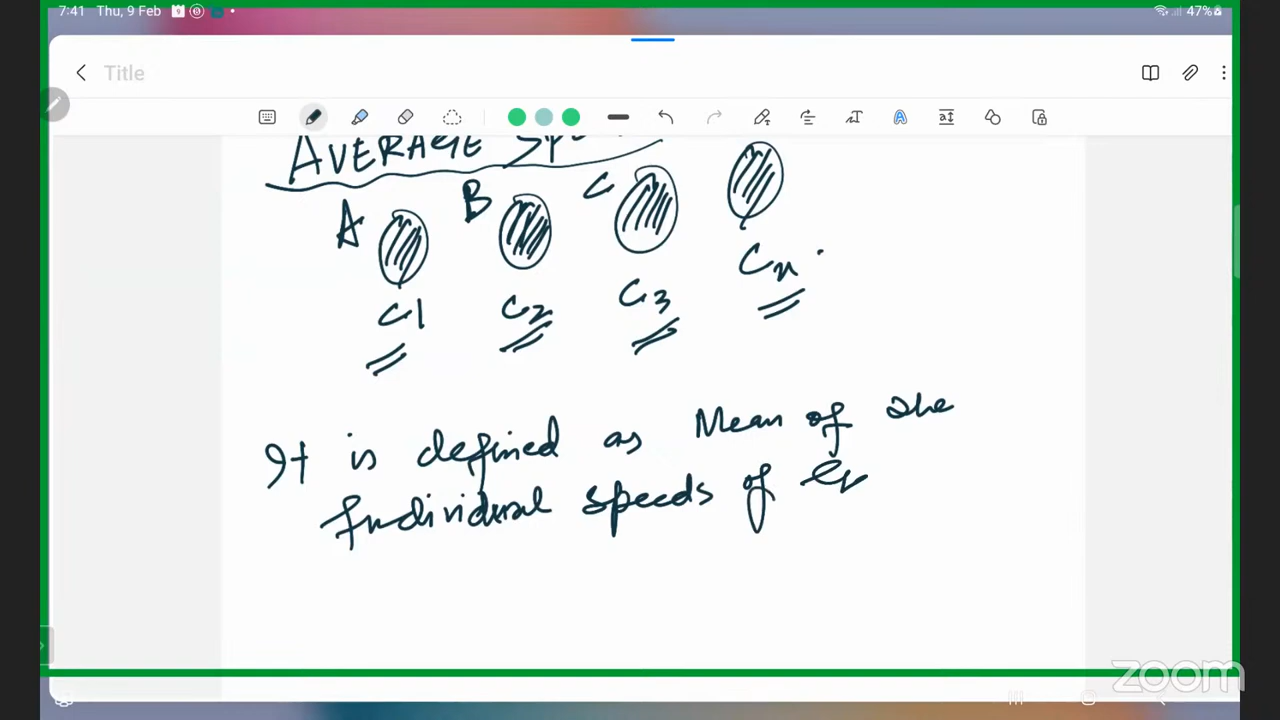 7:41 Thu, 9 Feb
47%
Title
AVERAGE
A B C
C1 C2 C3 Cn
It is defined as Mean of the
Individual speeds of
zoom